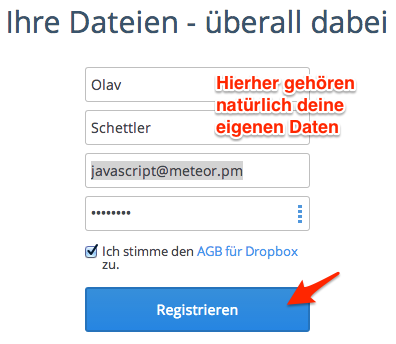 Ihre Dateien - überall dabei
Olav
Hierher gehören
natürlich deine
eigenen Daten
Schettler
javascript@meteor.pm
••••••••
Ich stimme den AGB für Dropbox
zu.
Registrieren